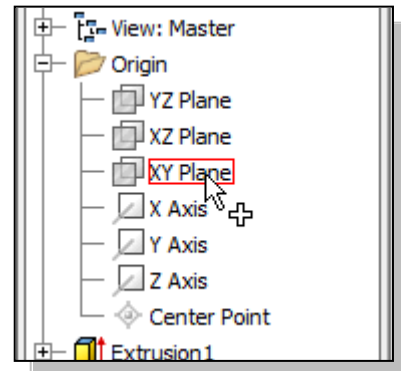 View: Master
Origin
YZ Plane
XZ Plane
XY Plane
X Axis
Y Axis
Z Axis
Center Point
Extrusion1